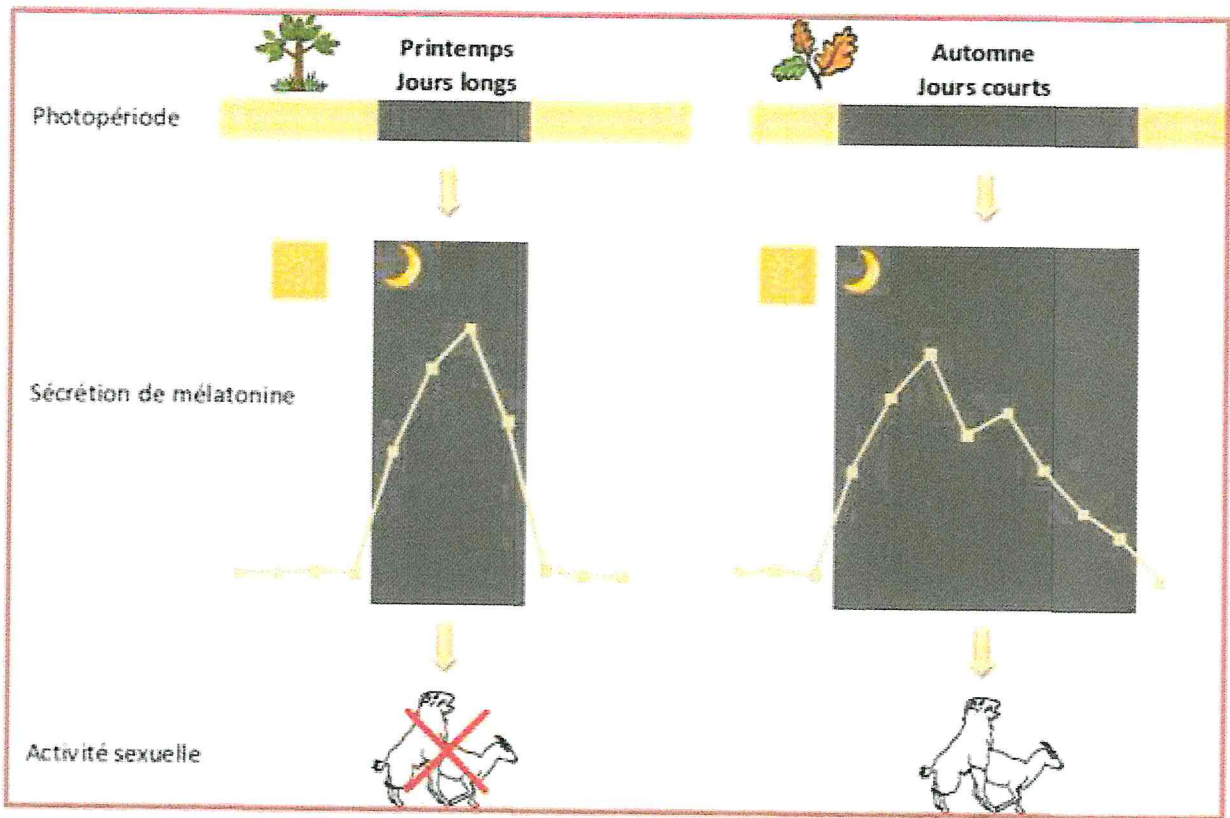 Printemps
Jours longs
Automne
Jours courts
Photopériode
Sécrétion de mélatonine
Activité sexuelle